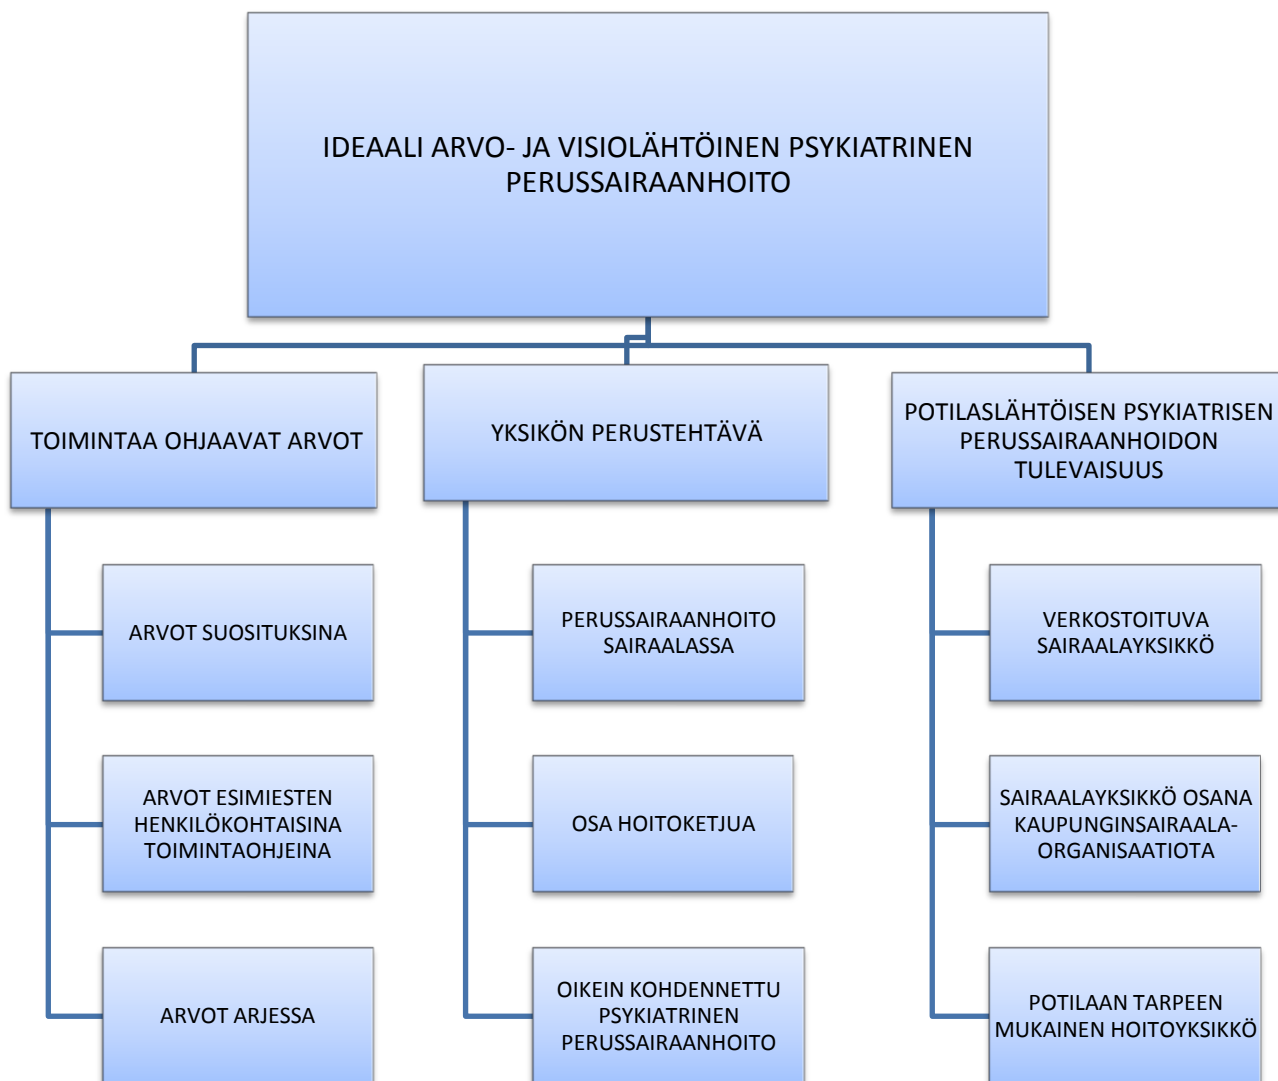 IDEAALI ARVO- JA VISIOLÄHTÖINEN PSYKIATRINEN
PERUSSAIRAANHOITO
TOIMINTAA OHJAAVAT ARVOT
ARVOT SUOSITUKSINA
ARVOT ESIMIESTEN
HENKILÖKOHTAISINA
TOIMINTAOHJEINA
ARVOT ARJESSA
YKSIKÖN PERUSTEHTÄVÄ
PERUSSAIRAANHOITO
SAIRAALASSA
OSA HOITOKETJUA
OIKEIN KOHDENNETTU
PSYKIATRINEN
PERUSSAIRAANHOITO
POTILASLÄHTÖISEN PSYKIATRISEN
PERUSSAIRAANHOIDON
TULEVAISUUS
VERKOSTOITUVA
SAIRAALAYKSIKKÖ
SAIRAALAYKSIKKÖ OSANA
KAUPUNGINSAIRAALA-
ORGANISAATIOTA
POTILAAN TARPEEN
MUKAINEN HOITOYKSIKKÖ